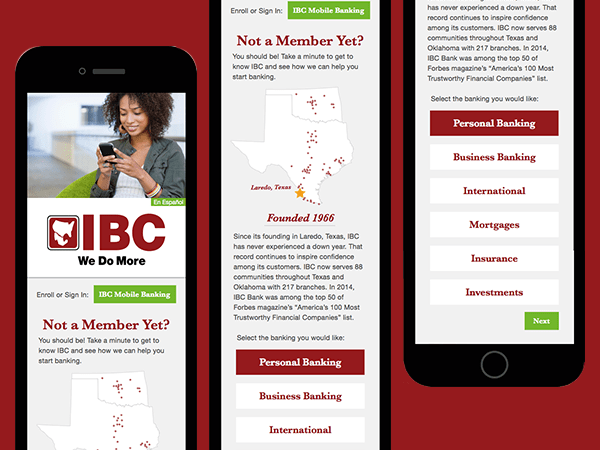 En Español
IBC
We Do More
Enroll or Sign In: IBC Mobile Banking
Not a Member Yet?
You should be! Take a minute to get to
know IBC and see how we can help you
start banking.
Enroll or Sign In: IBC Mobile Banking
Not a Member Yet?
You should be! Take a minute to get to
know IBC and see how we can help you
start banking.
Laredo, Texas
Founded 1966
Since its founding in Laredo, Texas, IBC
has never experienced a down year. That
record continues to inspire confidence
among its customers. IBC now serves 88
communities throughout Texas and
Oklahoma with 217 branches. In 2014,
IBC Bank was among the top 50 of
Forbes magazine's "America's 100 Most
Trustworthy Financial Companies" list.
Select the banking you would like:
Personal Banking
Business Banking
International
has never experienced a down year. That
record continues to inspire confidence
among its customers. IBC now serves 88
communities throughout Texas and
Oklahoma with 217 branches. In 2014,
IBC Bank was among the top 50 of
Forbes magazine's "America's 100 Most
Trustworthy Financial Companies" list.
Select the banking you would like:
Personal Banking
Business Banking
International
Mortgages
Insurance
Investments
Next